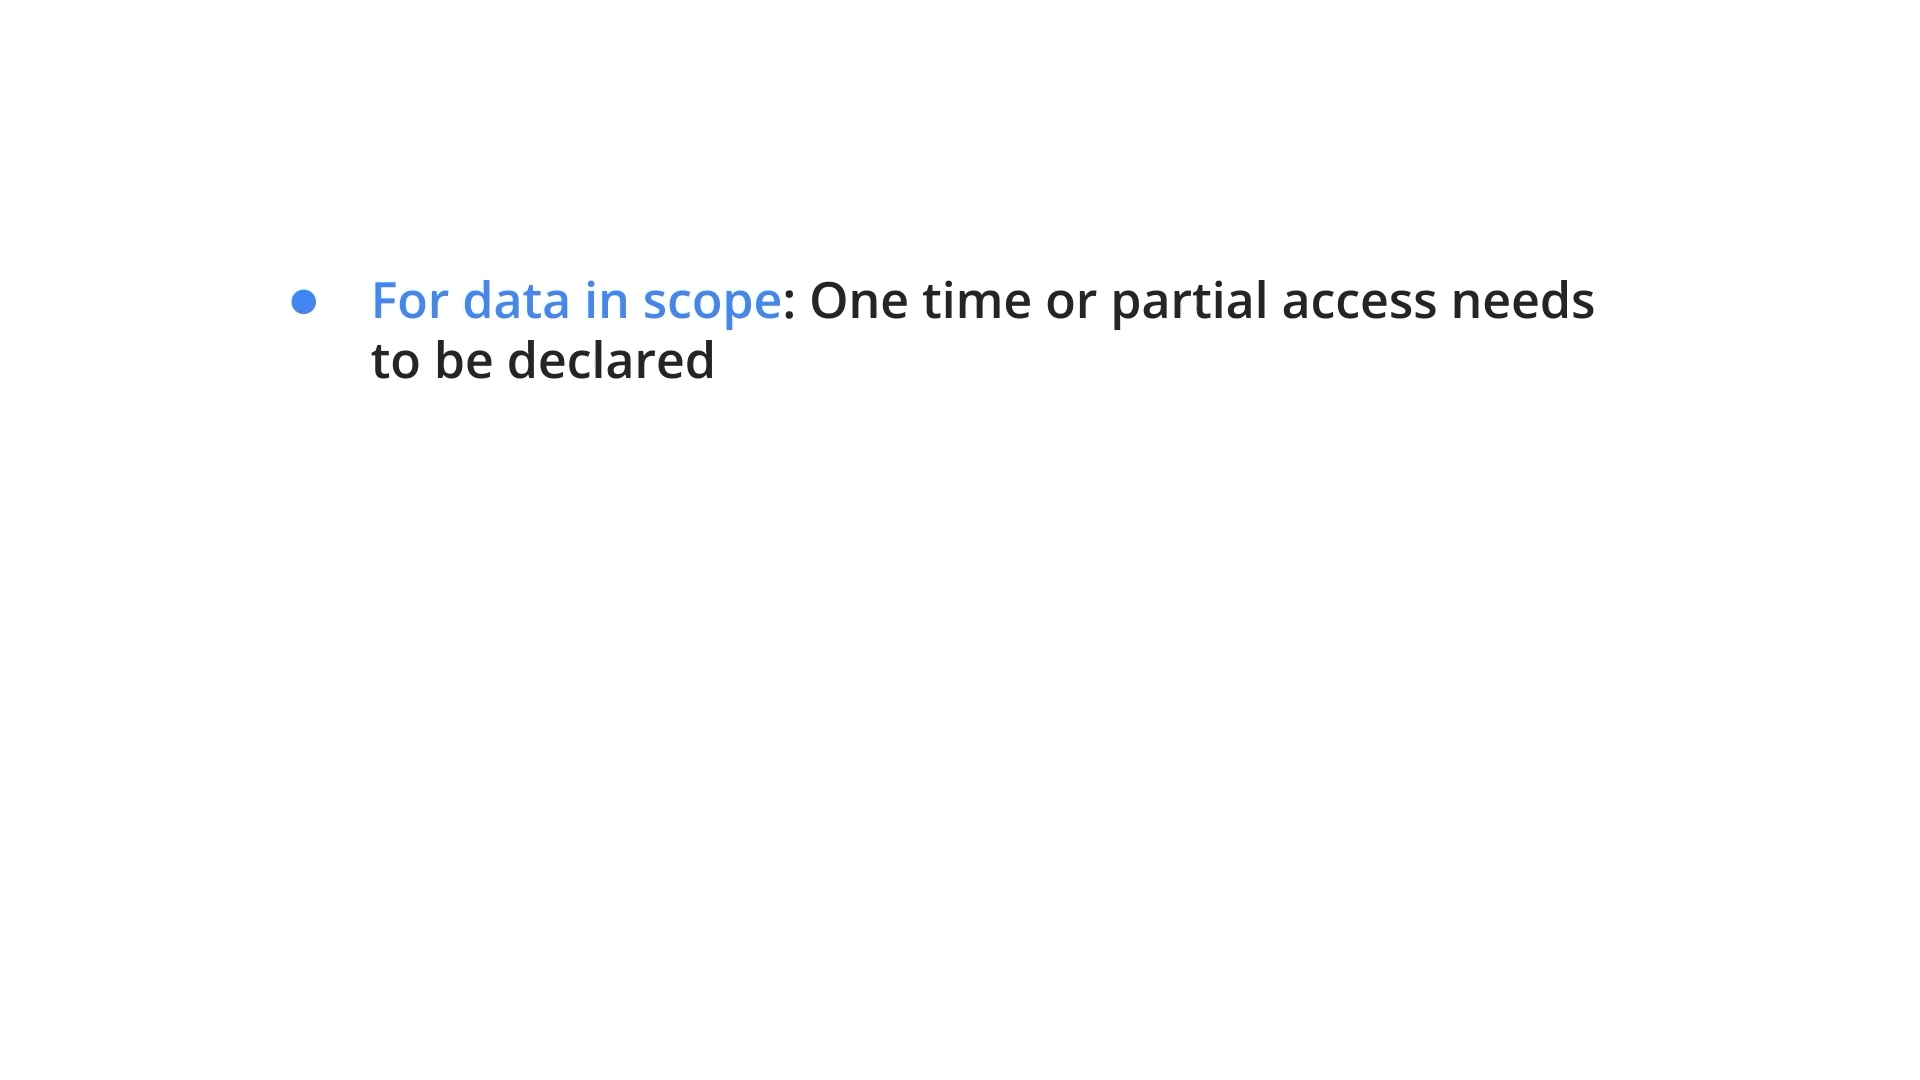 ● For data in scope: One time or partial access needs
to be declared